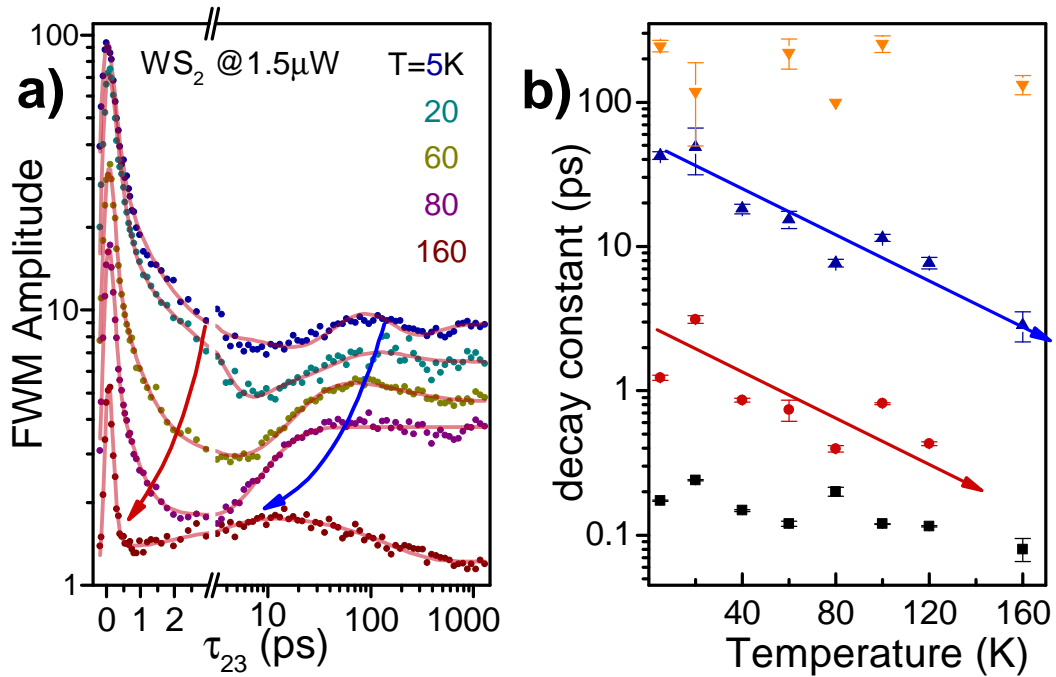 a)
WS₂ @1.5μW
T=5K
20
60
80
160
FWM Amplitude
100
10
1
0 1 2 10 100 1000
τ₂₃ (ps)
b)
decay constant (ps)
100
10
1
0.1
40 80 120 160
Temperature (K)